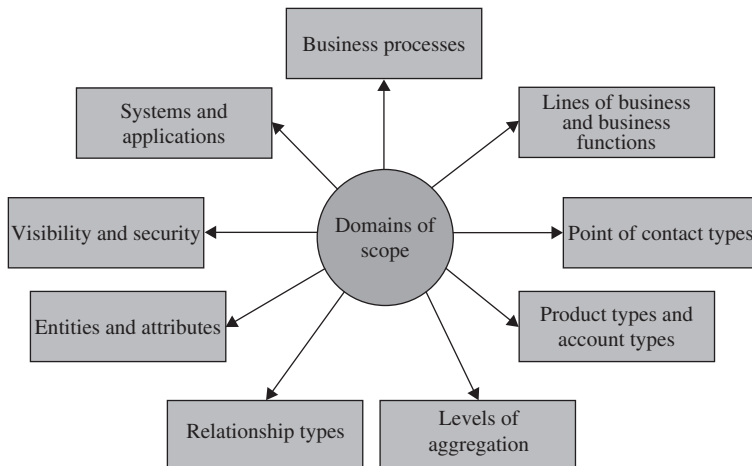 Business processes
Systems and
applications
Lines of business
and business
functions
Visibility and security
Domains of
scope
Point of contact types
Entities and attributes
Product types and
account types
Relationship types
Levels of
aggregation